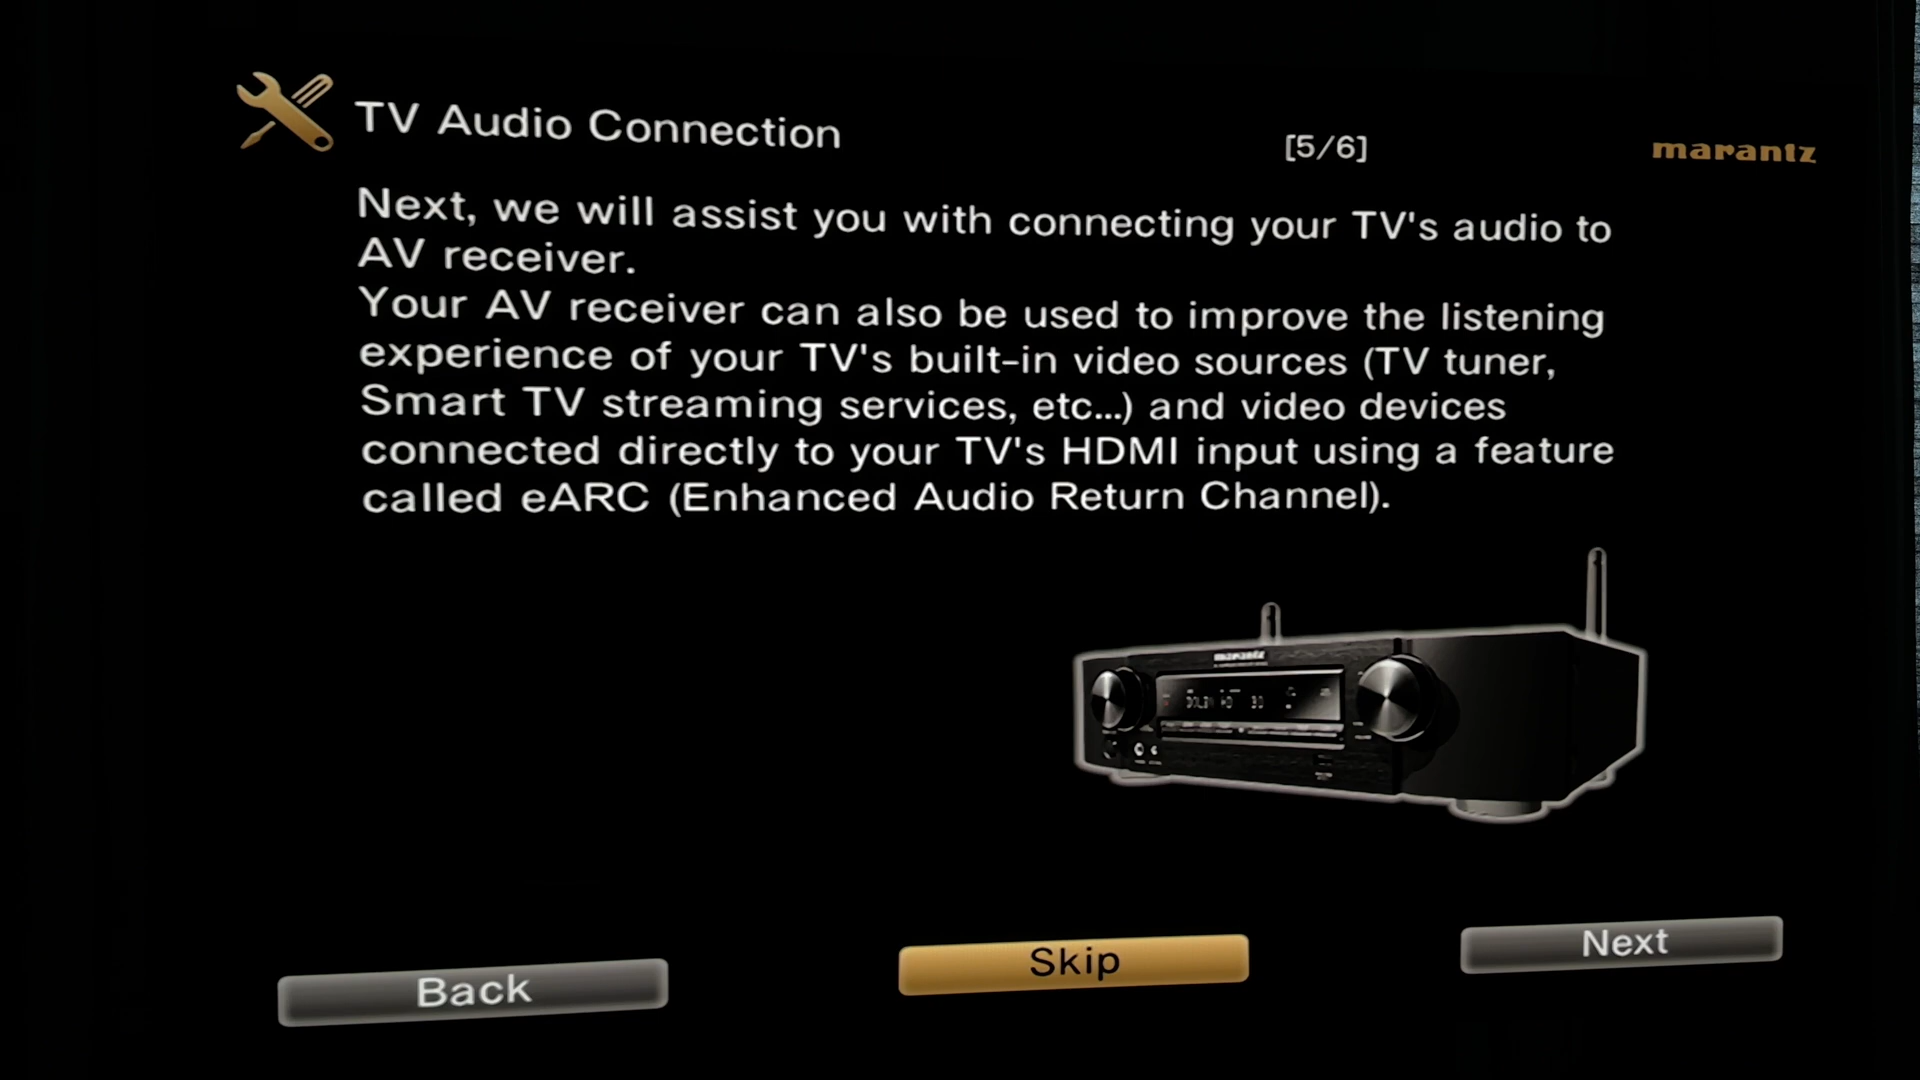 TV Audio Connection
[5/6]
marantz
Next, we will assist you with connecting your TV's audio to
AV receiver.
Your AV receiver can also be used to improve the listening
experience of your TV's built-in video sources (TV tuner,
Smart TV streaming services, etc...) and video devices
connected directly to your TV's HDMI input using a feature
called eARC (Enhanced Audio Return Channel).
marantz
Back
Skip
Next